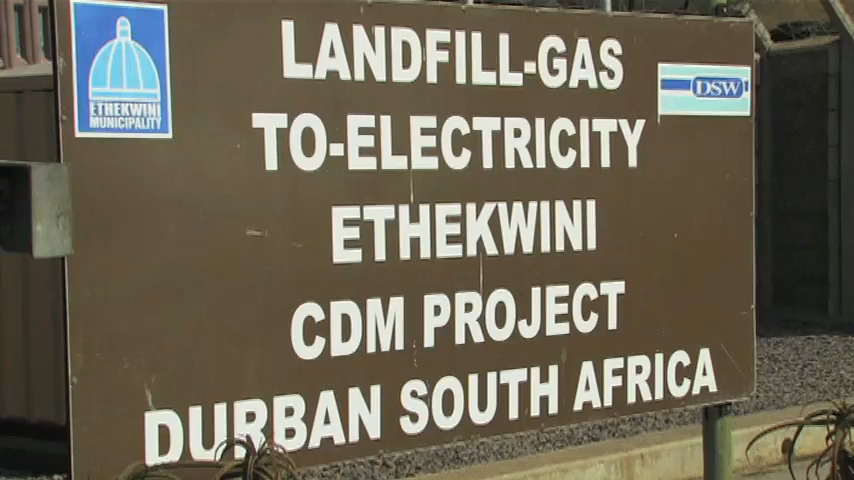 ETHEKWINI
MUNICIPALITY
DSW
LANDFILL-GAS
TO-ELECTRICITY
ETHEKWINI
CDM PROJECT
DURBAN SOUTH AFRICA